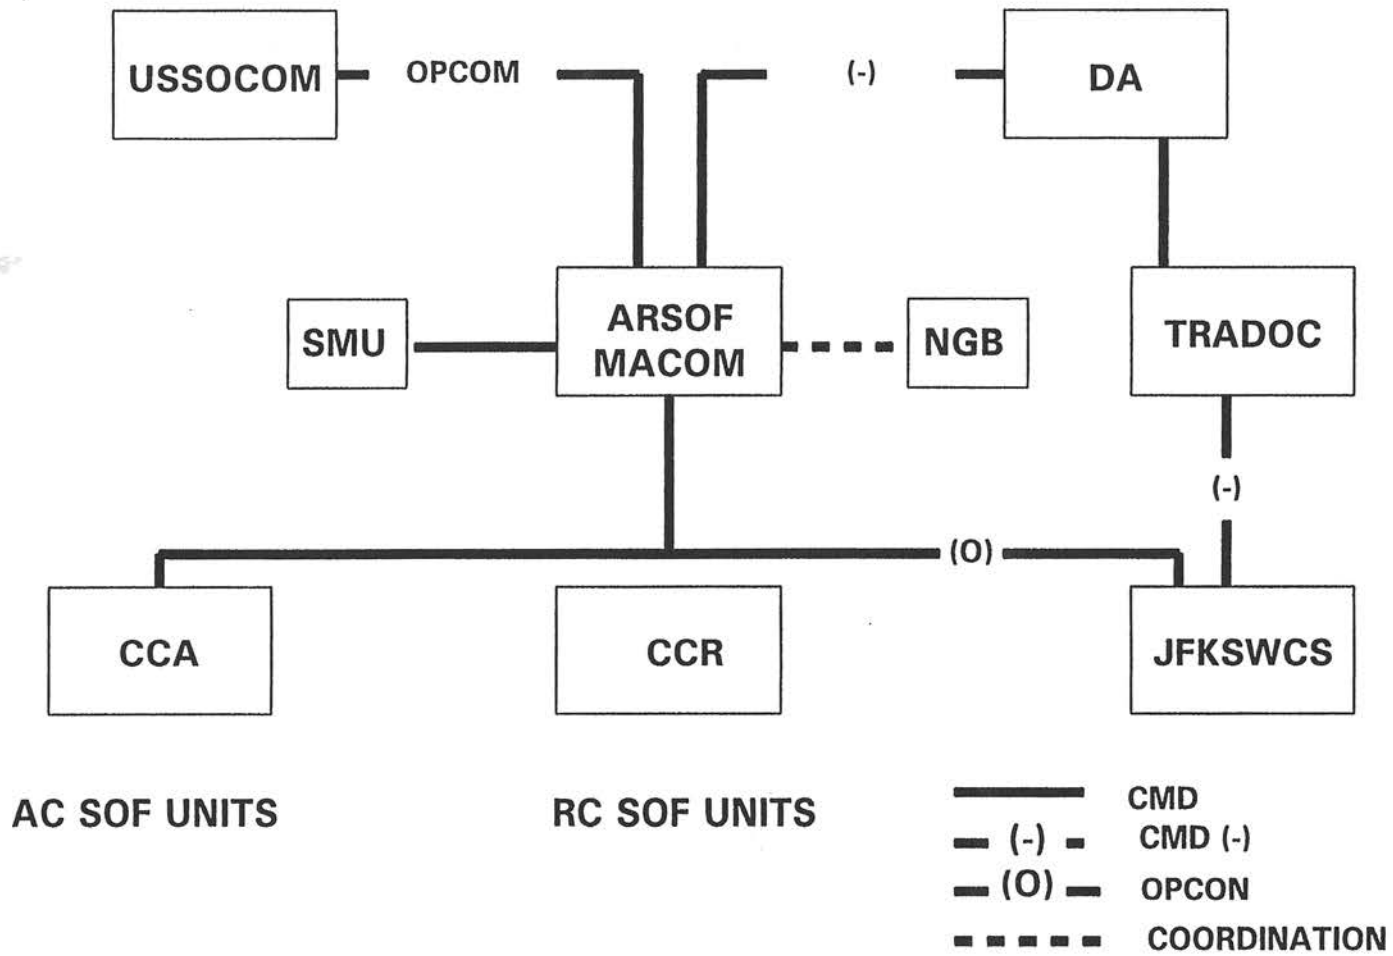 USSOCOM
OPCOM
(-)
DA
SMU
ARSOF
MACOM
NGB
TRADOC
(-)
(O)
CCA
CCR
JFKSWCS
AC SOF UNITS
RC SOF UNITS
CMD
(-) CMD (-)
(O) OPCON
COORDINATION